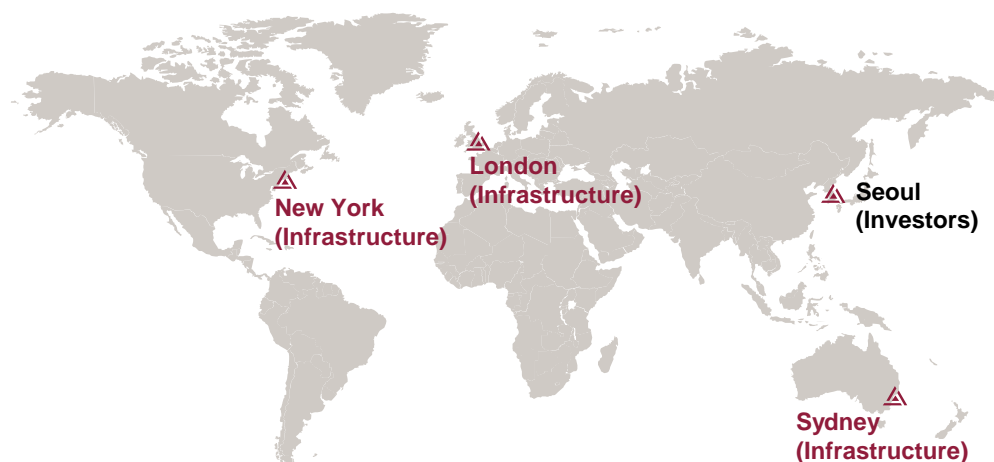 London
(Infrastructure)
New York
(Infrastructure)
Seoul
(Investors)
Sydney
(Infrastructure)